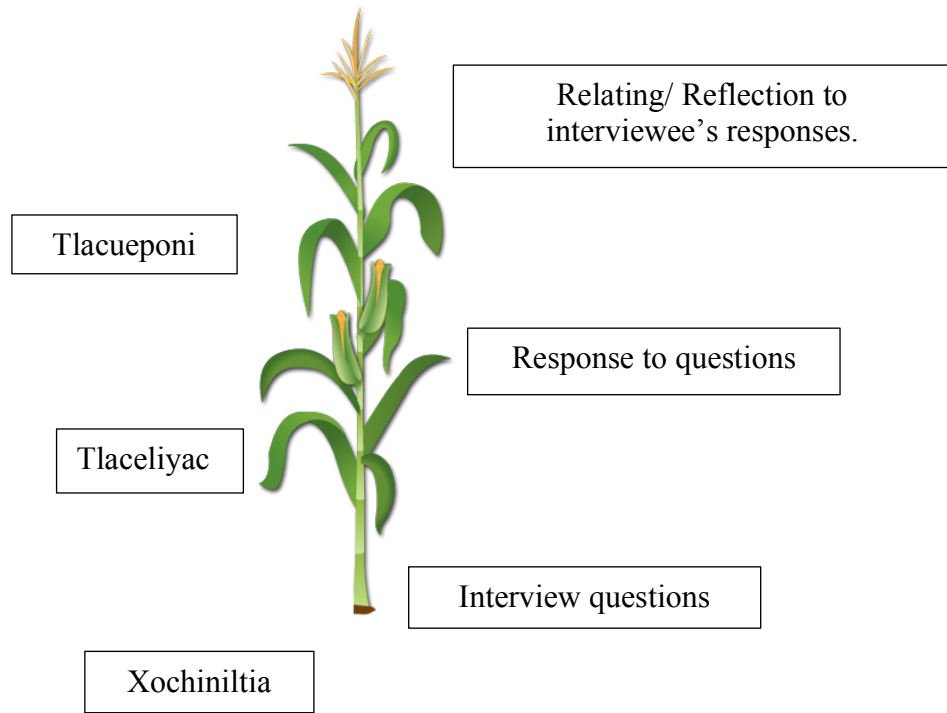 Relating/ Reflection to
interviewee’s responses.
Tlacueponi
Response to questions
Tlaceliyac
Interview questions
Xochiniltia